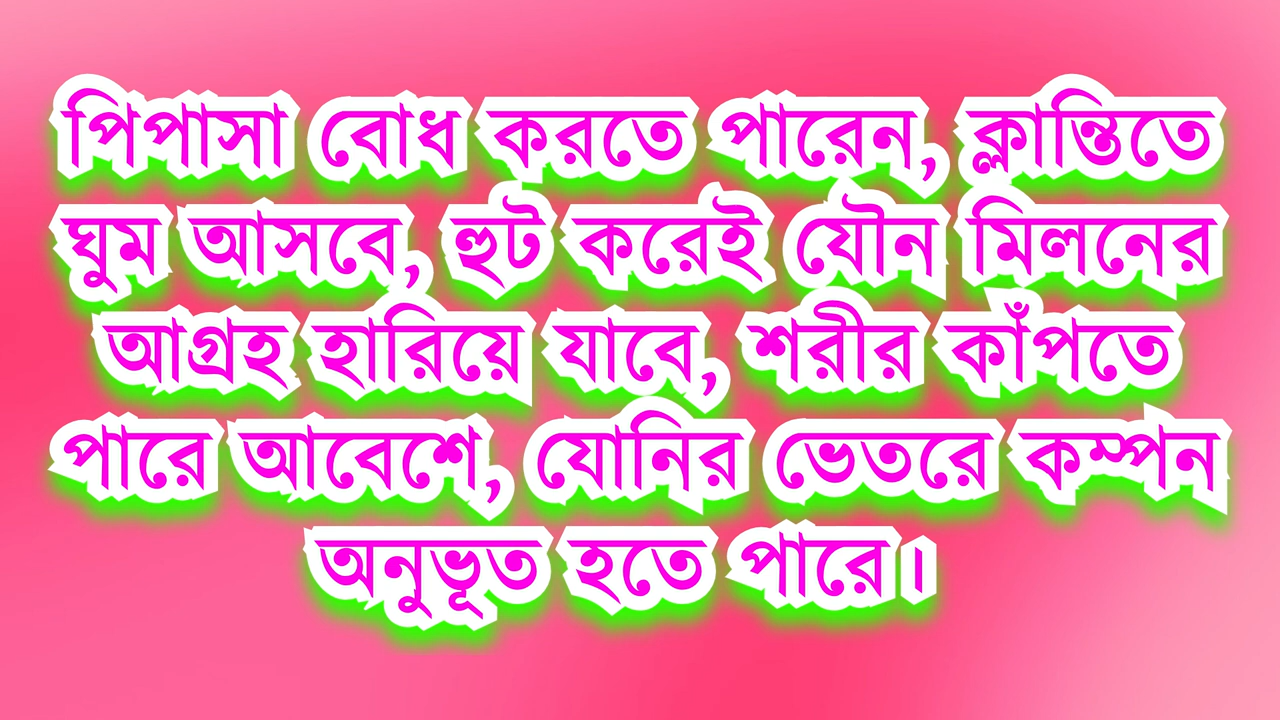 পিপাসা বোধ করতে পারেন, ক্লান্তিতে
ঘুম আসবে, হুট করেই যৌন মিলনের
আগ্রহ হারিয়ে যাবে, শরীর কাঁপতে
পারে আবেশে, যোনির ভেতরে কম্পন
অনুভূত হতে পারে।